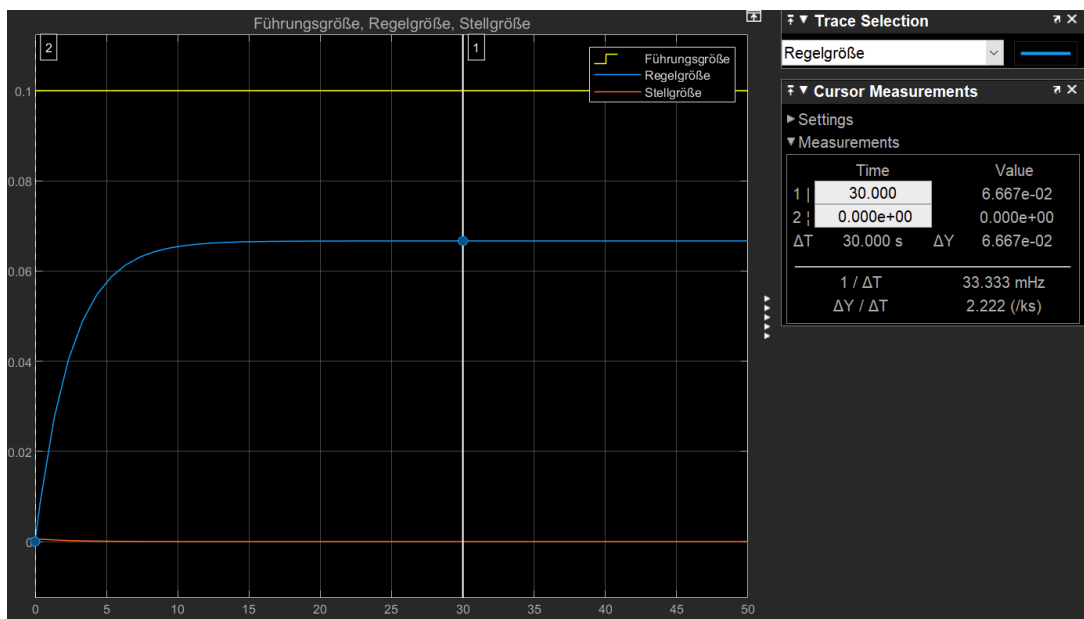 Führungsgröße, Regelgröße, Stellgröße
2
1
Führungsgröße
Regelgröße
Stellgröße
0.1
0.08
0.06
0.04
0.02
0
0 5 10 15 20 25 30 35 40 45 50
Trace Selection
Regelgröße
Cursor Measurements
Settings
Measurements
Time Value
1 | 30.000 6.667e-02
2 ¦ 0.000e+00 0.000e+00
ΔT 30.000 s ΔY 6.667e-02
1 / ΔT 33.333 mHz
ΔY / ΔT 2.222 (/ks)